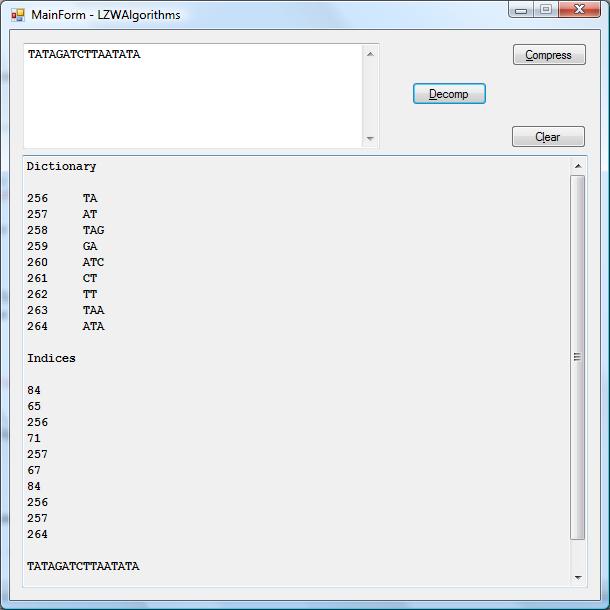 MainForm - LZWAlgorithms
TATAGATCTTAATATA
Compress
Decomp
Clear
Dictionary
256 TA
257 AT
258 TAG
259 GA
260 ATC
261 CT
262 TT
263 TAA
264 ATA
Indices
84
65
256
71
257
67
84
256
257
264
TATAGATCTTAATATA